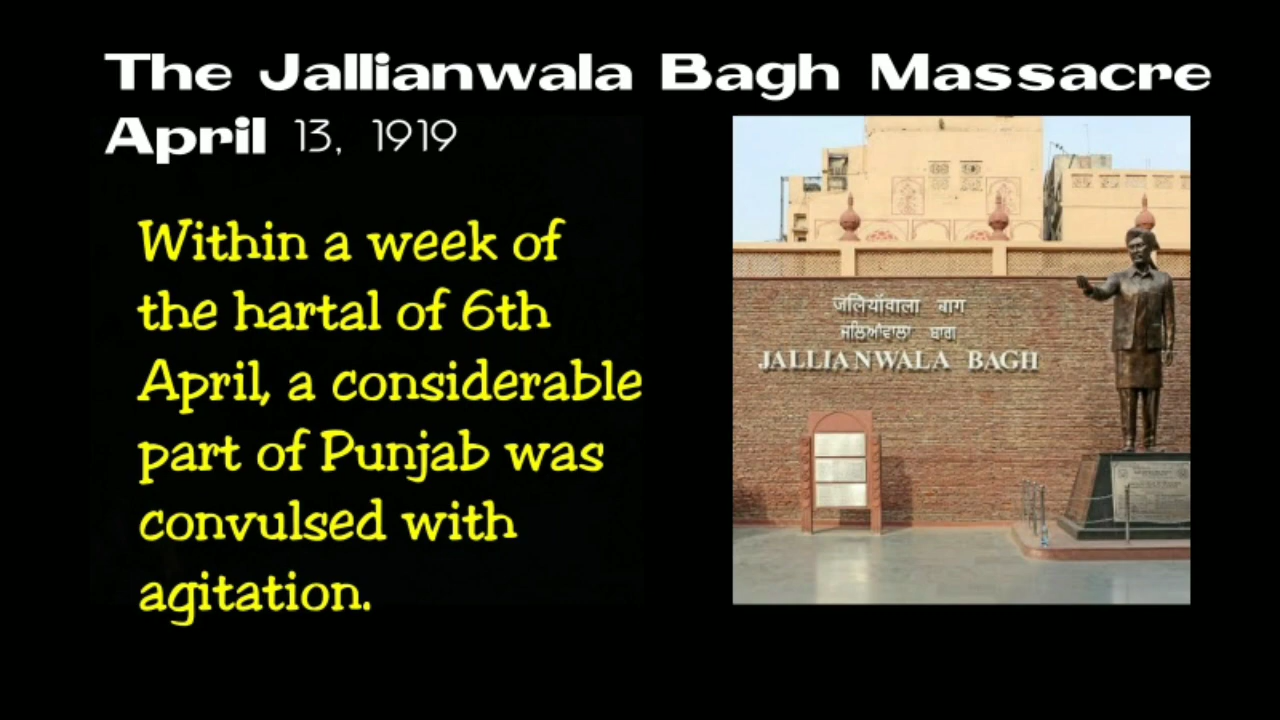 The Jallianwala Bagh Massacre
April 13, 1919
Within a week of
the hartal of 6th
April, a considerable
part of Punjab was
convulsed with
agitation.
जलियाँवाला बाग
JALLIANWALA BAGH